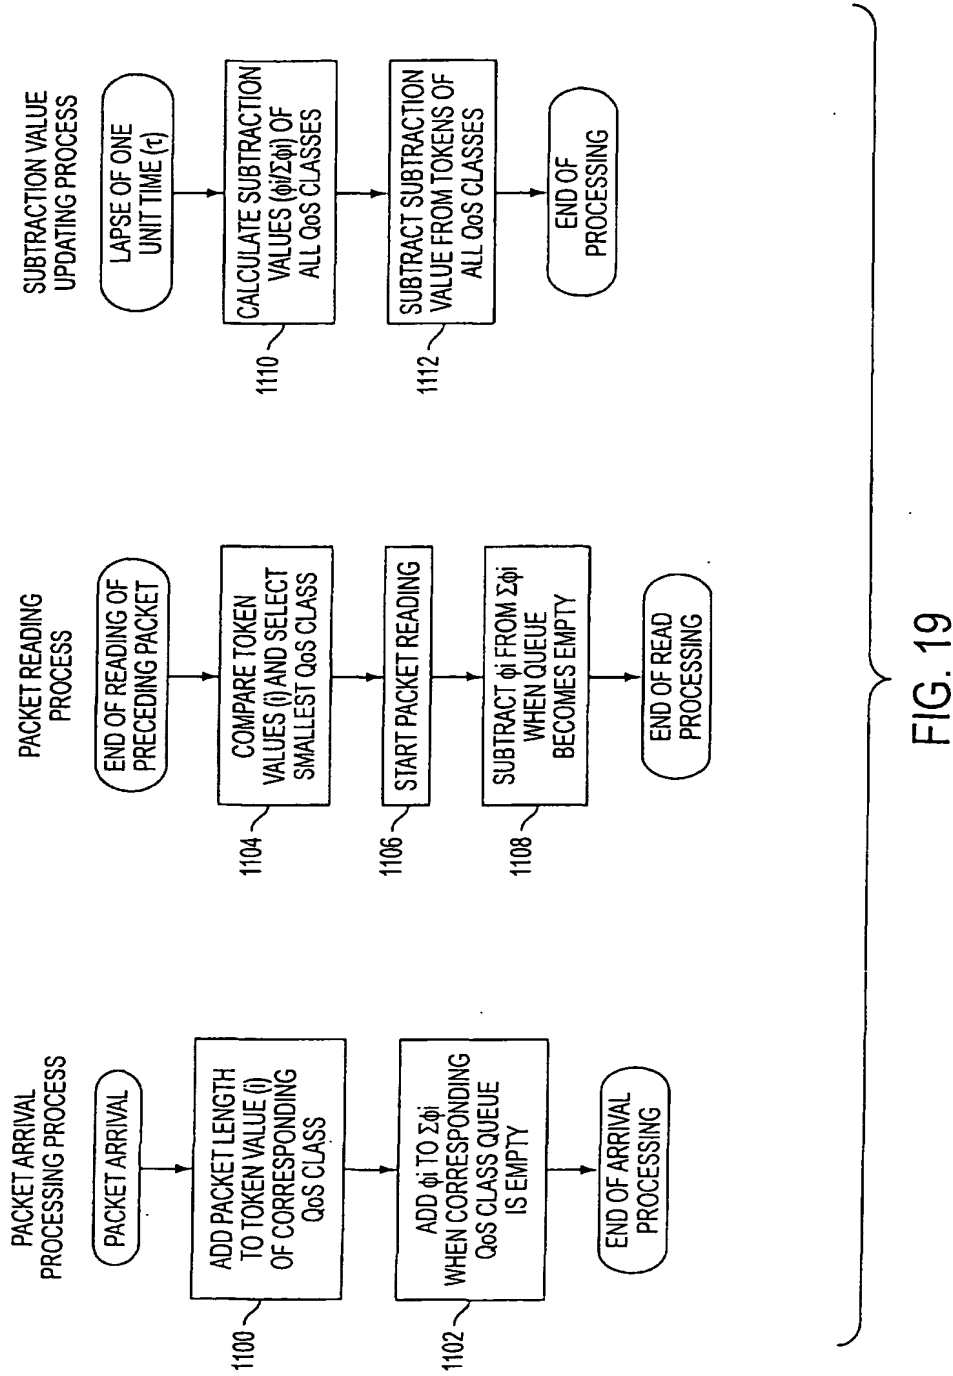 PACKET ARRIVAL
PROCESSING PROCESS
PACKET ARRIVAL
ADD PACKET LENGTH
TO TOKEN VALUE (i)
OF CORRESPONDING
QoS CLASS
1100
ADD ϕi TO Σϕi
WHEN CORRESPONDING
QoS CLASS QUEUE
IS EMPTY
1102
END OF ARRIVAL
PROCESSING
PACKET READING
PROCESS
END OF READING OF
PRECEDING PACKET
COMPARE TOKEN
VALUES (i) AND SELECT
SMALLEST QoS CLASS
1104
START PACKET READING
1106
SUBTRACT ϕi FROM Σϕi
WHEN QUEUE
BECOMES EMPTY
1108
END OF READ
PROCESSING
SUBTRACTION VALUE
UPDATING PROCESS
LAPSE OF ONE
UNIT TIME (τ)
CALCULATE SUBTRACTION
VALUES (ϕi/Σϕi) OF
ALL QoS CLASSES
1110
SUBTRACT SUBTRACTION
VALUE FROM TOKENS OF
ALL QoS CLASSES
1112
END OF
PROCESSING
FIG. 19